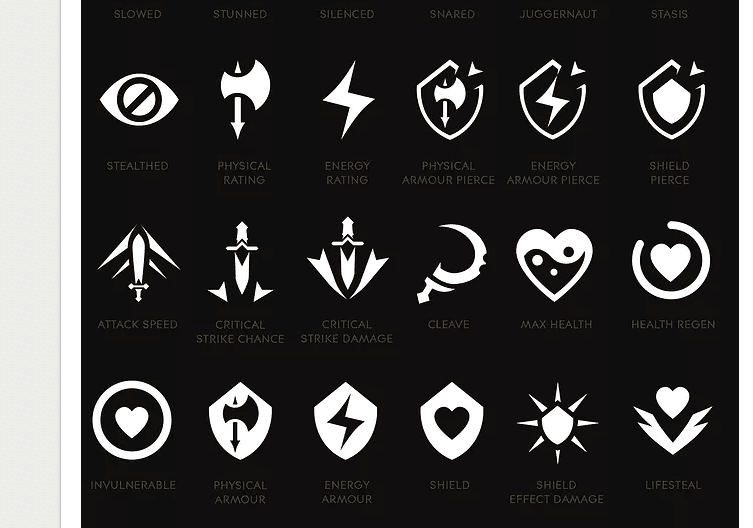 SLOWED
STUNNED
SILENCED
SNARED
JUGGERNAUT
STASIS
STEALTHED
PHYSICAL
RATING
ENERGY
RATING
PHYSICAL
ARMOUR PIERCE
ENERGY
ARMOUR PIERCE
SHIELD
PIERCE
ATTACK SPEED
CRITICAL
STRIKE CHANCE
CRITICAL
STRIKE DAMAGE
CLEAVE
MAX HEALTH
HEALTH REGEN
INVULNERABLE
PHYSICAL
ARMOUR
ENERGY
ARMOUR
SHIELD
SHIELD
EFFECT DAMAGE
LIFESTEAL